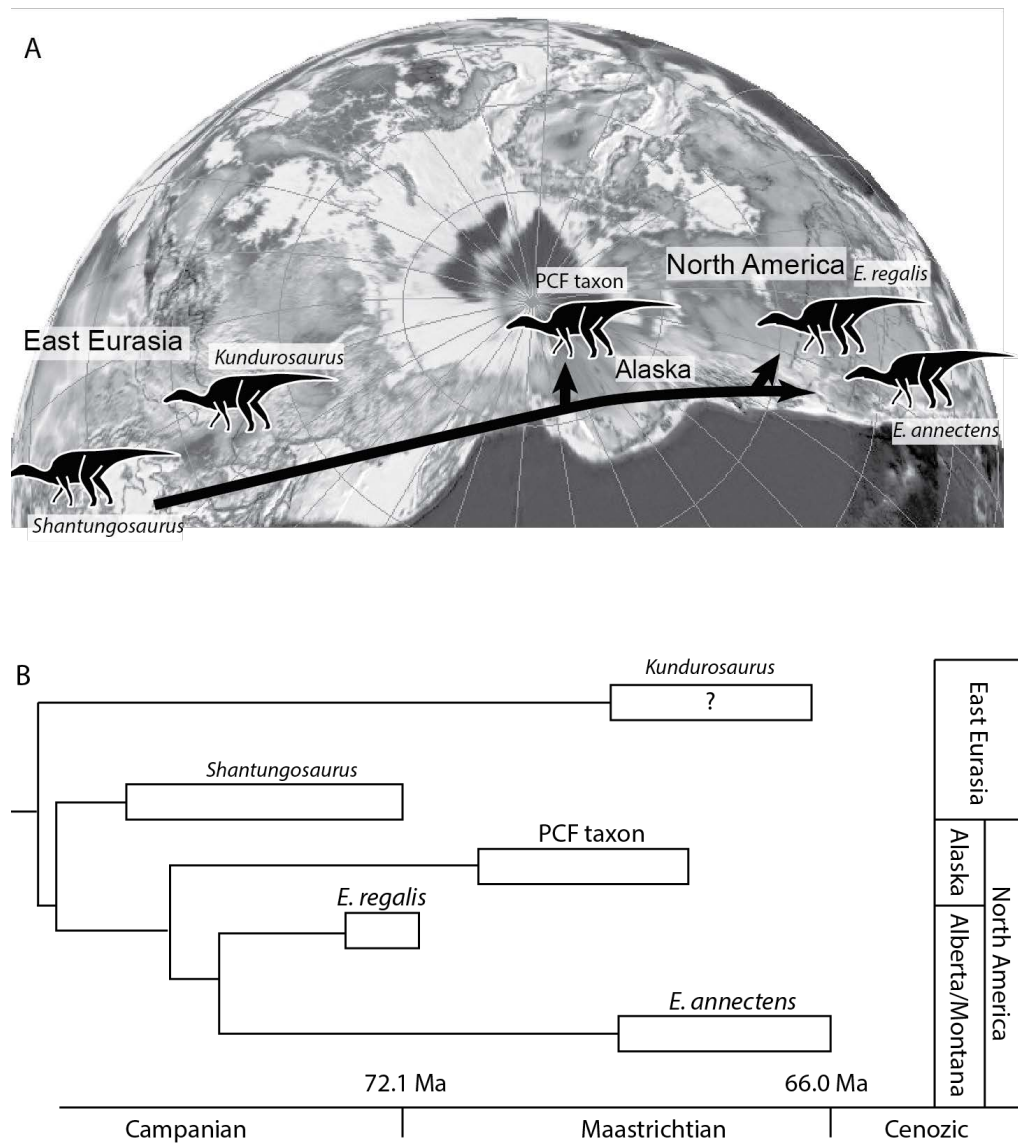 A
PCF taxon
North America
E. regalis
East Eurasia
Kundurosaurus
Alaska
E. annectens
Shantungosaurus
B
Kundurosaurus
?
Shantungosaurus
PCF taxon
E. regalis
E. annectens
72.1 Ma
66.0 Ma
Campanian
Maastrichtian
Cenozic
East Eurasia
Alaska
Alberta/Montana
North America